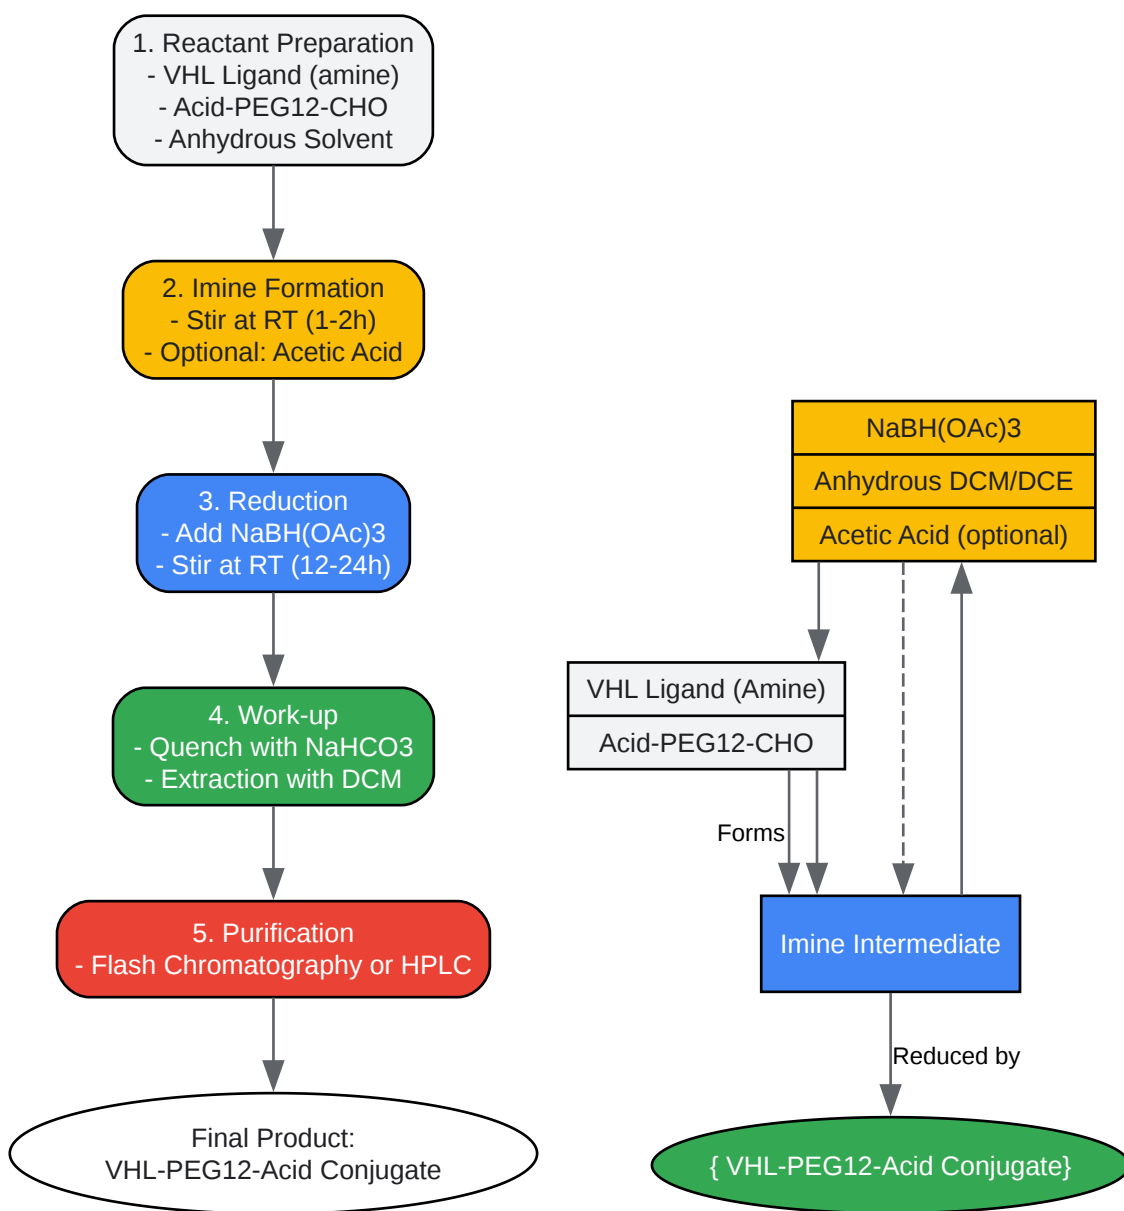 1. Reactant Preparation
- VHL Ligand (amine)
- Acid-PEG12-CHO
- Anhydrous Solvent
2. Imine Formation
- Stir at RT (1-2h)
- Optional: Acetic Acid
3. Reduction
- Add NaBH(OAc)3
- Stir at RT (12-24h)
4. Work-up
- Quench with NaHCO3
- Extraction with DCM
5. Purification
- Flash Chromatography or HPLC
Final Product:
VHL-PEG12-Acid Conjugate
NaBH(OAc)3
Anhydrous DCM/DCE
Acetic Acid (optional)
VHL Ligand (Amine)
Acid-PEG12-CHO
Forms
Imine Intermediate
Reduced by
{ VHL-PEG12-Acid Conjugate}